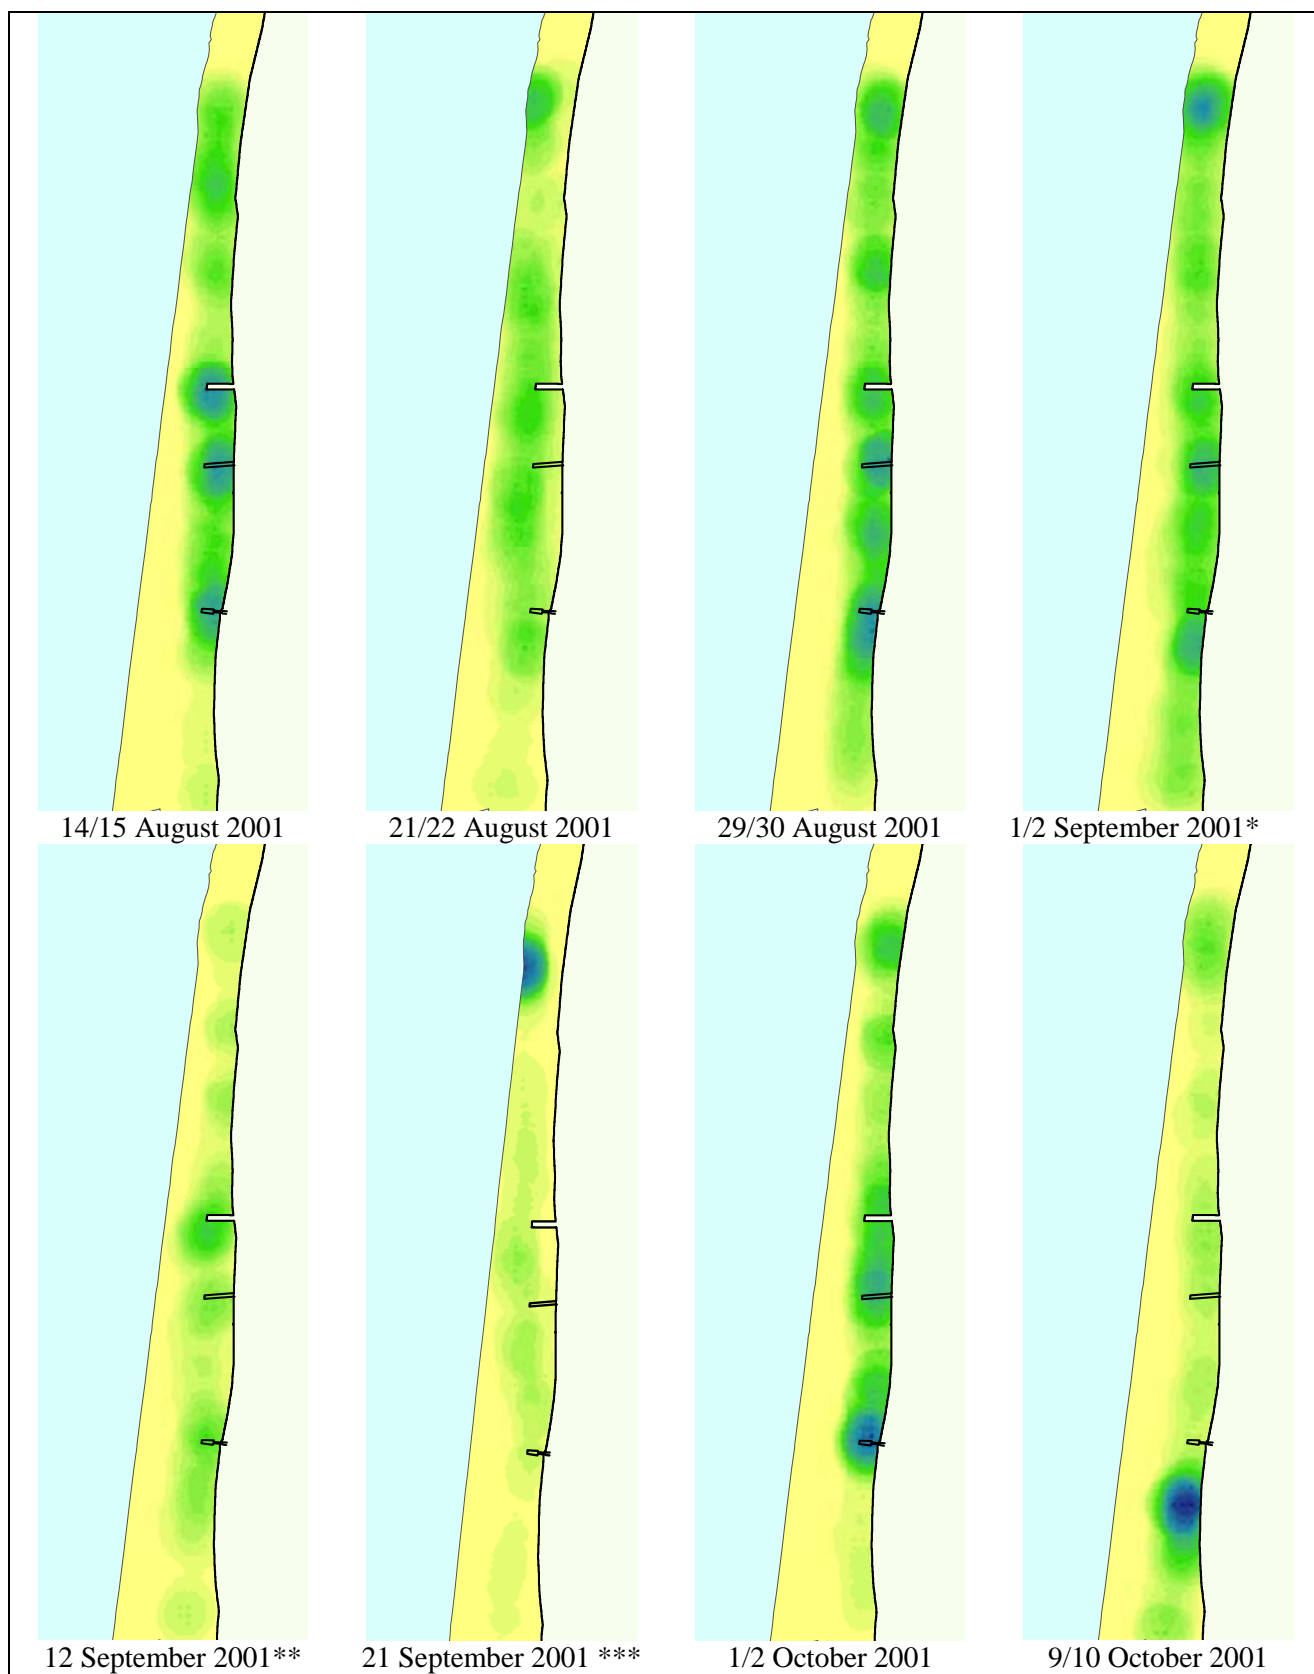 14/15 August 2001
21/22 August 2001
29/30 August 2001
1/2 September 2001*
12 September 2001**
21 September 2001 ***
1/2 October 2001
9/10 October 2001